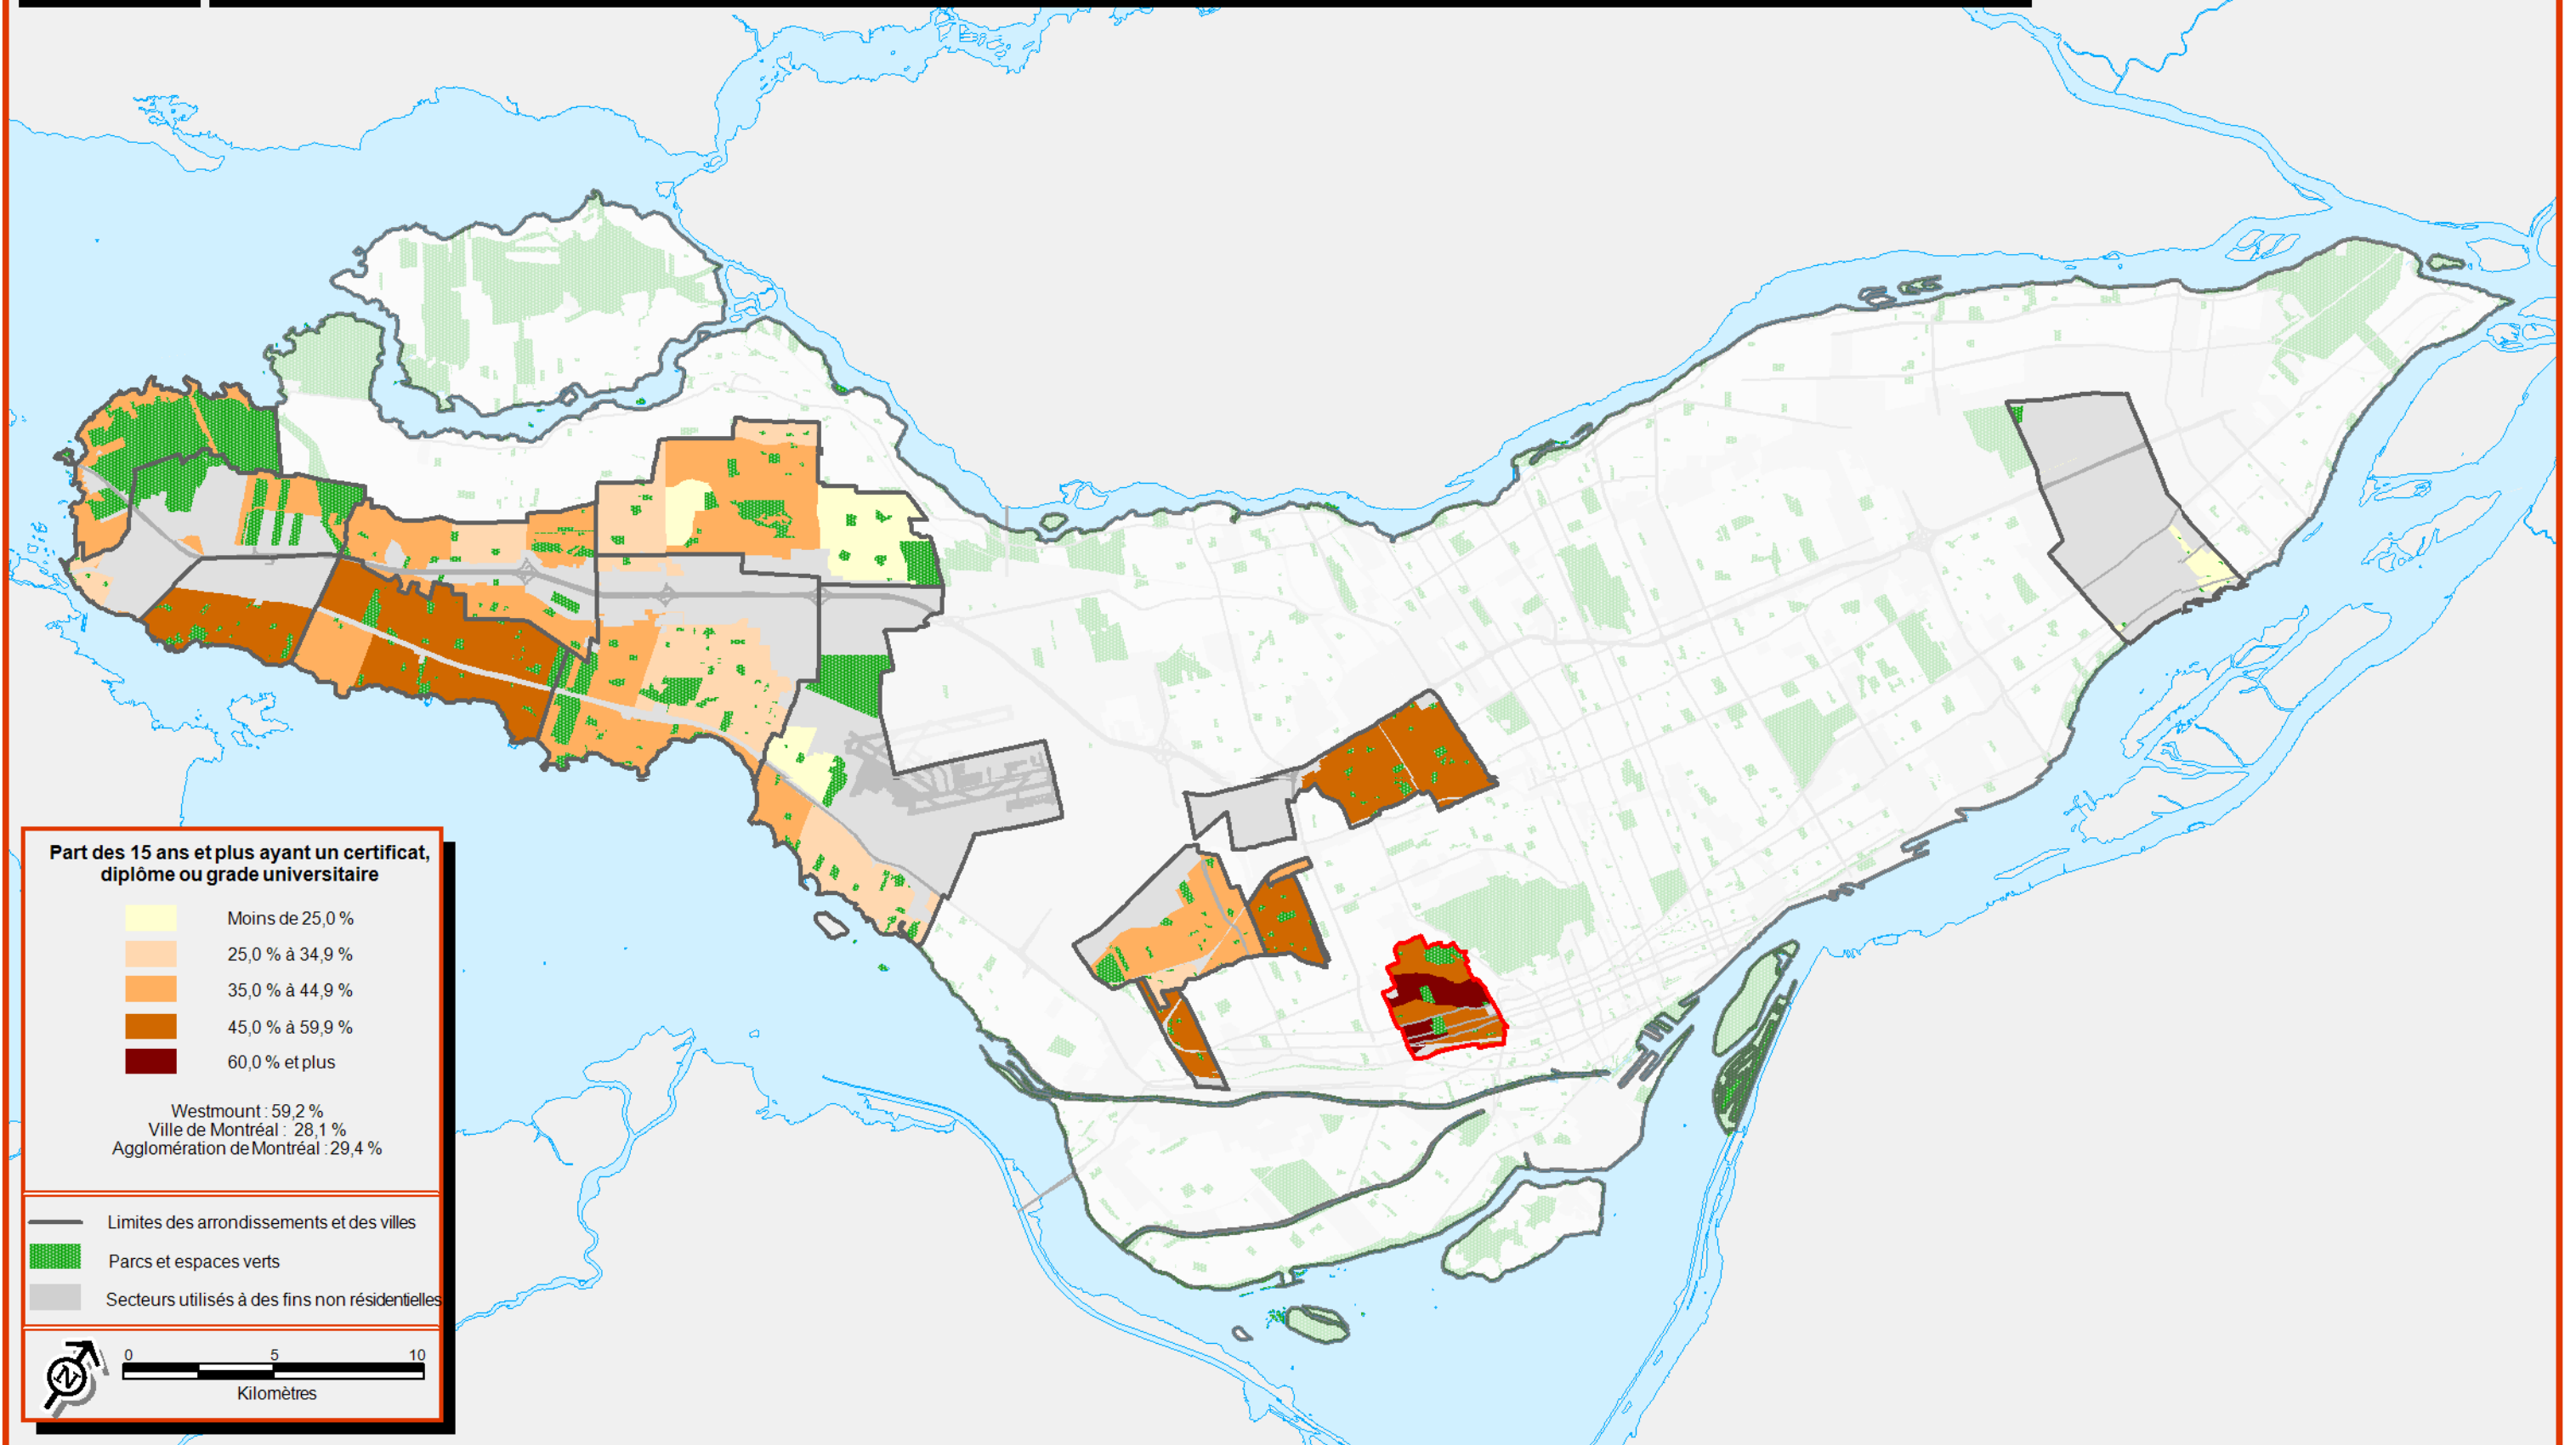 Part des 15 ans et plus ayant un certificat,
diplôme ou grade universitaire
Moins de 25,0 %
25,0 % à 34,9 %
35,0 % à 44,9 %
45,0 % à 59,9 %
60,0 % et plus
Westmount : 59,2 %
Ville de Montréal : 28,1 %
Agglomération de Montréal : 29,4 %
Limites des arrondissements et des villes
Parcs et espaces verts
Secteurs utilisés à des fins non résidentielles
N
0 5 10
Kilomètres